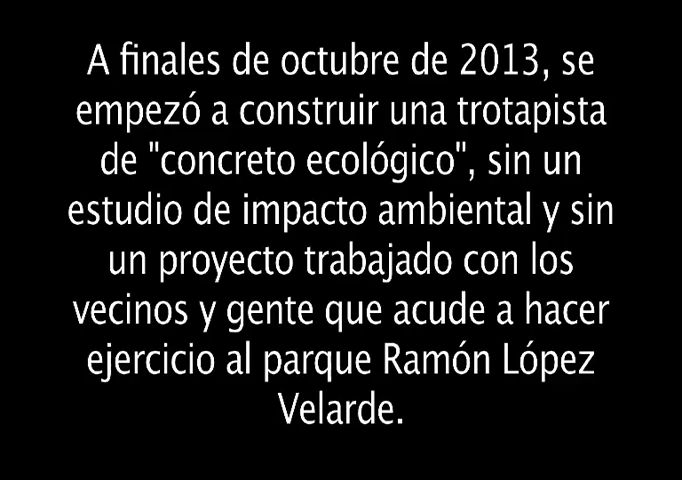 A finales de octubre de 2013, se
empezó a construir una trotapista
de "concreto ecológico", sin un
estudio de impacto ambiental y sin
un proyecto trabajado con los
vecinos y gente que acude a hacer
ejercicio al parque Ramón López
Velarde.